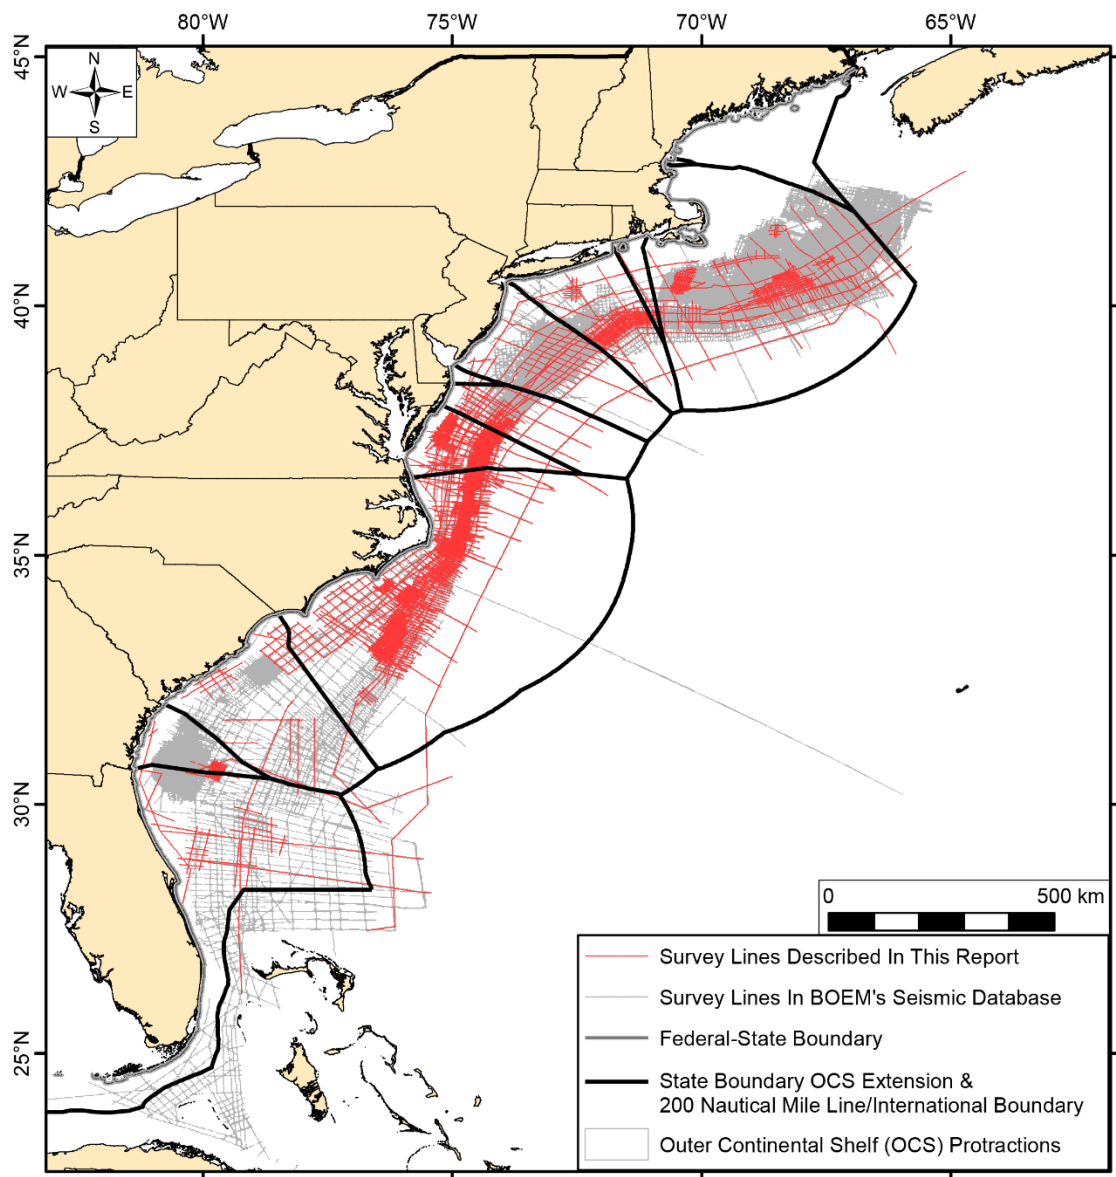 80°W 75°W 70°W 65°W
45°N
N
W E
S
40°N
35°N
30°N
25°N
0 500 km
Survey Lines Described In This Report
Survey Lines In BOEM's Seismic Database
Federal-State Boundary
State Boundary OCS Extension &
200 Nautical Mile Line/International Boundary
Outer Continental Shelf (OCS) Protractions